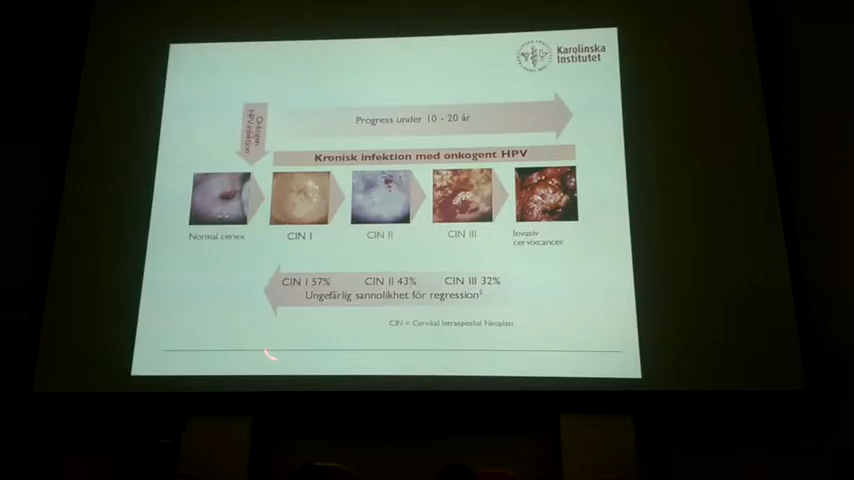 Karolinska
Institutet
Progress under 10 - 20 år
Onkogen
HPV-infektion
Kronisk infektion med onkogent HPV
Normal cervix
CIN I
CIN II
CIN III
Invasiv
cervixcancer
CIN I 57% CIN II 43% CIN III 32%
Ungefärlig sannolikhet för regression²
CIN = Cervikal Intraepitelial Neoplasi